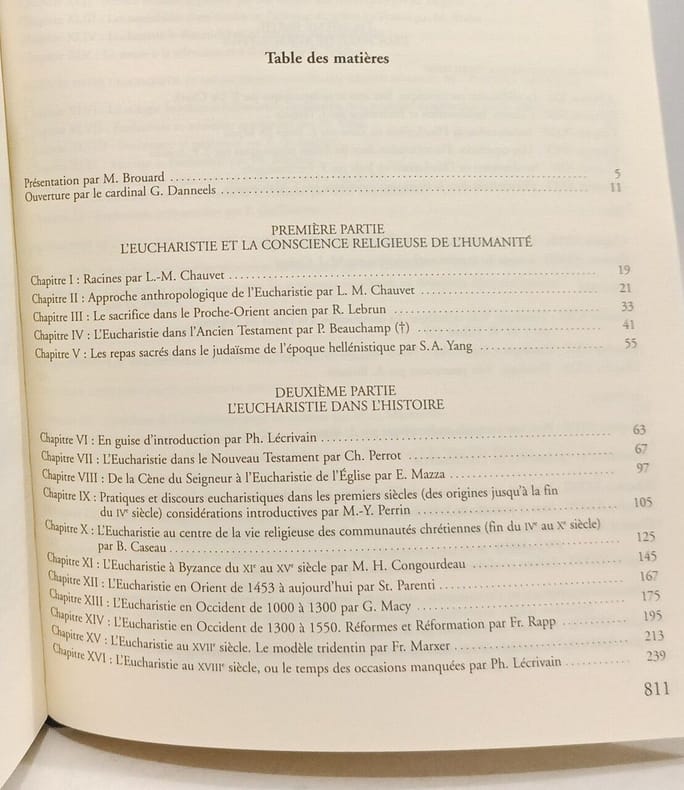 Table des matières
Présentation par M. Brouard 5
Ouverture par le cardinal G. Danneels 11
PREMIÈRE PARTIE
L'EUCHARISTIE ET LA CONSCIENCE RELIGIEUSE DE L'HUMANITÉ
Chapitre I : Racines par L.-M. Chauvet 19
Chapitre II : Approche anthropologique de l'Eucharistie par L. M. Chauvet 21
Chapitre III : Le sacrifice dans le Proche-Orient ancien par R. Lebrun 33
Chapitre IV : L'Eucharistie dans l'Ancien Testament par P. Beauchamp (†) 41
Chapitre V : Les repas sacrés dans le judaïsme de l'époque hellénistique par S.A. Yang 55
DEUXIÈME PARTIE
L'EUCHARISTIE DANS L'HISTOIRE
Chapitre VI : En guise d'introduction par Ph. Lécrivain 63
Chapitre VII : L'Eucharistie dans le Nouveau Testament par Ch. Perrot 67
Chapitre VIII : De la Cène du Seigneur à l'Eucharistie de l'Église par E. Mazza 97
Chapitre IX : Pratiques et discours eucharistiques dans les premiers siècles (des origines jusqu'à la fin
du IVe siècle) considérations introductives par M.-Y. Perrin 105
Chapitre X : L'Eucharistie au centre de la vie religieuse des communautés chrétiennes (fin du IVe au Xe siècle)
par B. Caseau 125
Chapitre XI : L'Eucharistie à Byzance du XIe au XVe siècle par M. H. Congourdeau 145
Chapitre XII : L'Eucharistie en Orient de 1453 à aujourd'hui par St. Parenti 167
Chapitre XIII : L'Eucharistie en Occident de 1000 à 1300 par G. Macy 175
Chapitre XIV : L'Eucharistie en Occident de 1300 à 1550. Réformes et Réformation par Fr. Rapp 195
Chapitre XV : L'Eucharistie au XVIIe siècle. Le modèle tridentin par Fr. Marxer 213
Chapitre XVI : L'Eucharistie au XVIIIe siècle, ou le temps des occasions manquées par Ph. Lécrivain 239
811